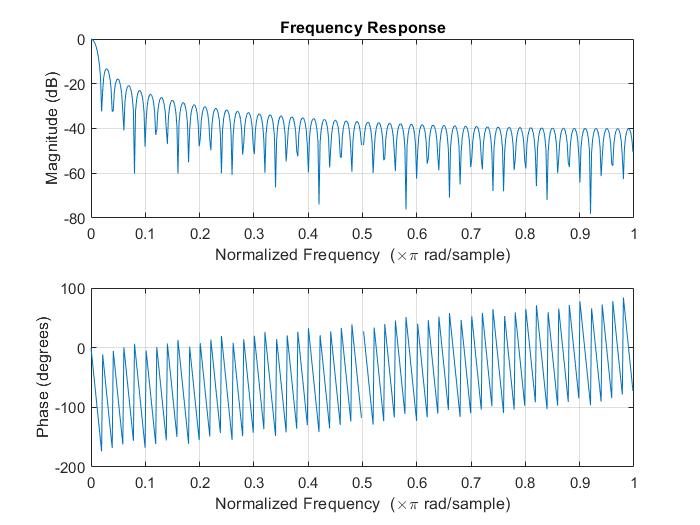 Frequency Response
0
-20
-40
-60
-80
Magnitude (dB)
0 0.1 0.2 0.3 0.4 0.5 0.6 0.7 0.8 0.9 1
Normalized Frequency (×π rad/sample)
100
0
-100
-200
Phase (degrees)
0 0.1 0.2 0.3 0.4 0.5 0.6 0.7 0.8 0.9 1
Normalized Frequency (×π rad/sample)